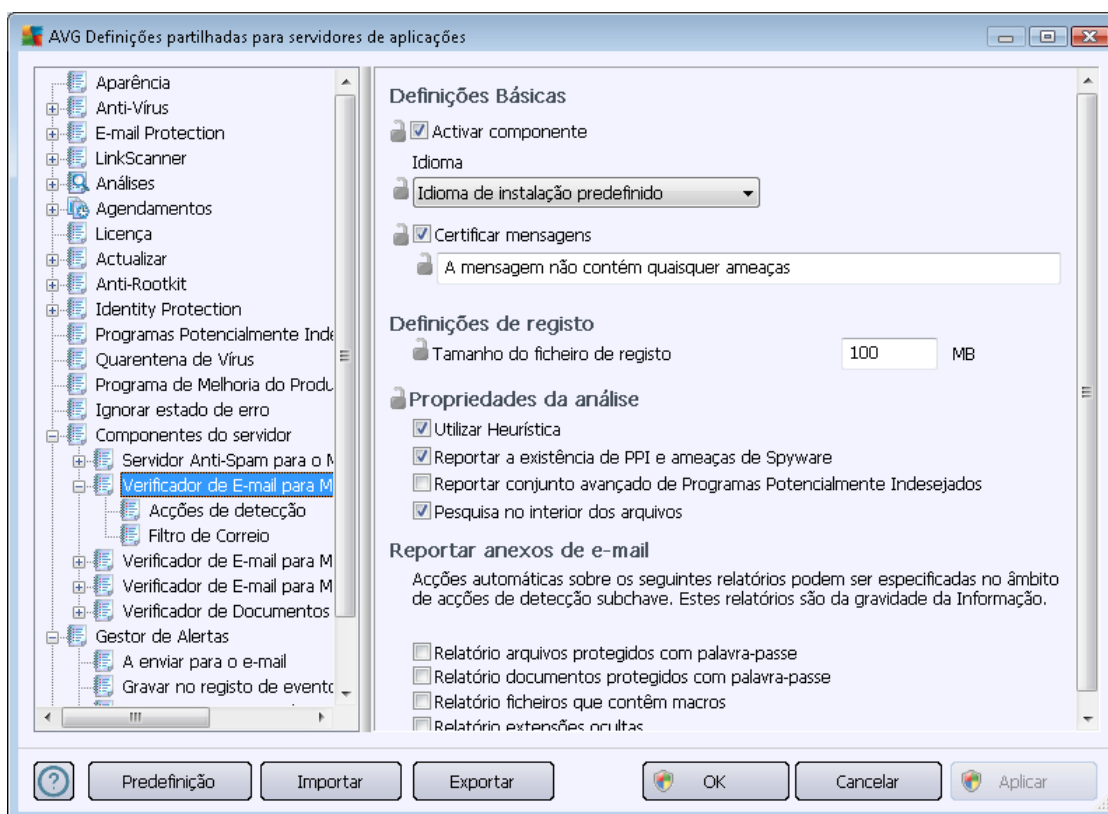 AVG Definições partilhadas para servidores de aplicações
Aparência
Anti-Vírus
E-mail Protection
LinkScanner
Análises
Agendamentos
Licença
Actualizar
Anti-Rootkit
Identity Protection
Programas Potencialmente Inde
Quarentena de Vírus
Programa de Melhoria do Produ
Ignorar estado de erro
Componentes do servidor
Servidor Anti-Spam para o M
Verificador de E-mail para M
Acções de detecção
Filtro de Correio
Verificador de E-mail para M
Verificador de E-mail para M
Verificador de Documentos
Gestor de Alertas
A enviar para o e-mail
Gravar no registo de evento
Definições Básicas
Activar componente
Idioma
Idioma de instalação predefinido
Certificar mensagens
A mensagem não contém quaisquer ameaças
Definições de registo
Tamanho do ficheiro de registo 100 MB
Propriedades da análise
Utilizar Heurística
Reportar a existência de PPI e ameaças de Spyware
Reportar conjunto avançado de Programas Potencialmente Indesejados
Pesquisa no interior dos arquivos
Reportar anexos de e-mail
Acções automáticas sobre os seguintes relatórios podem ser especificadas no âmbito
de acções de detecção subchave. Estes relatórios são da gravidade da Informação.
Relatório arquivos protegidos com palavra-passe
Relatório documentos protegidos com palavra-passe
Relatório ficheiros que contêm macros
Relatório extensões ocultas
? Predefinição Importar Exportar OK Cancelar Aplicar